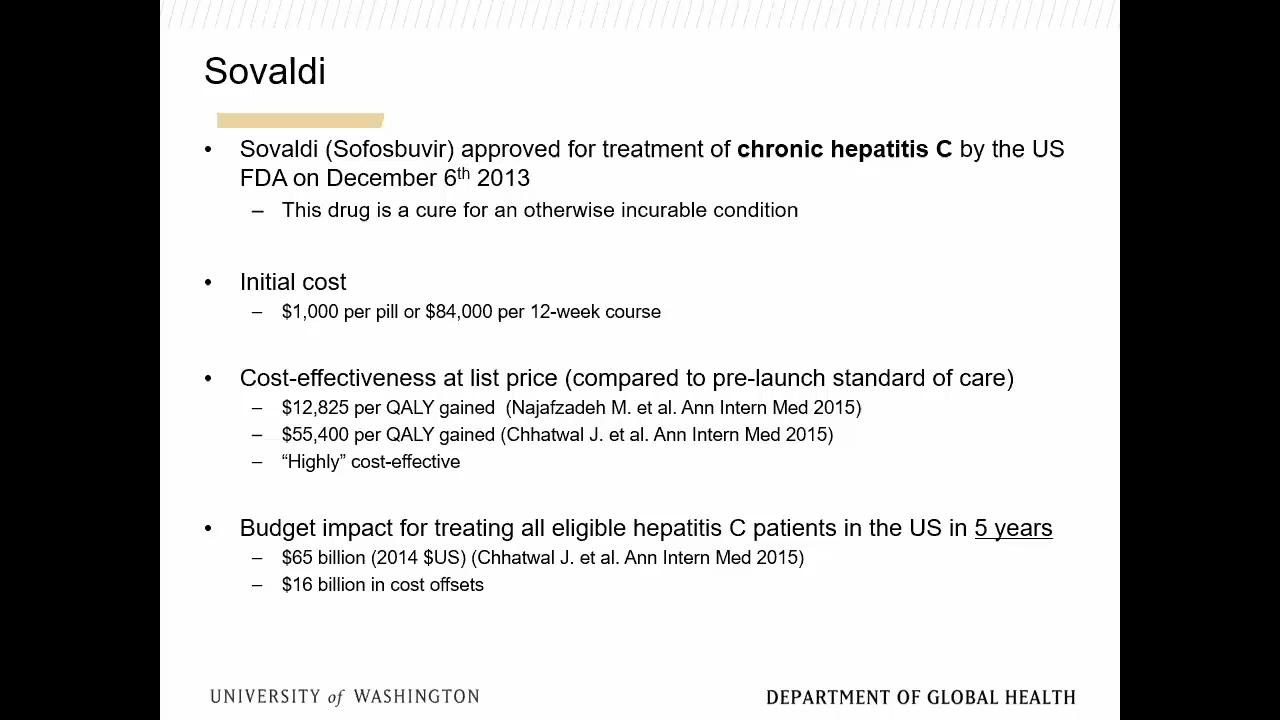 Sovaldi
• Sovaldi (Sofosbuvir) approved for treatment of chronic hepatitis C by the US
FDA on December 6th 2013
– This drug is a cure for an otherwise incurable condition
• Initial cost
– $1,000 per pill or $84,000 per 12-week course
• Cost-effectiveness at list price (compared to pre-launch standard of care)
– $12,825 per QALY gained (Najafzadeh M. et al. Ann Intern Med 2015)
– $55,400 per QALY gained (Chhatwal J. et al. Ann Intern Med 2015)
– “Highly” cost-effective
• Budget impact for treating all eligible hepatitis C patients in the US in 5 years
– $65 billion (2014 $US) (Chhatwal J. et al. Ann Intern Med 2015)
– $16 billion in cost offsets
UNIVERSITY of WASHINGTON
DEPARTMENT OF GLOBAL HEALTH